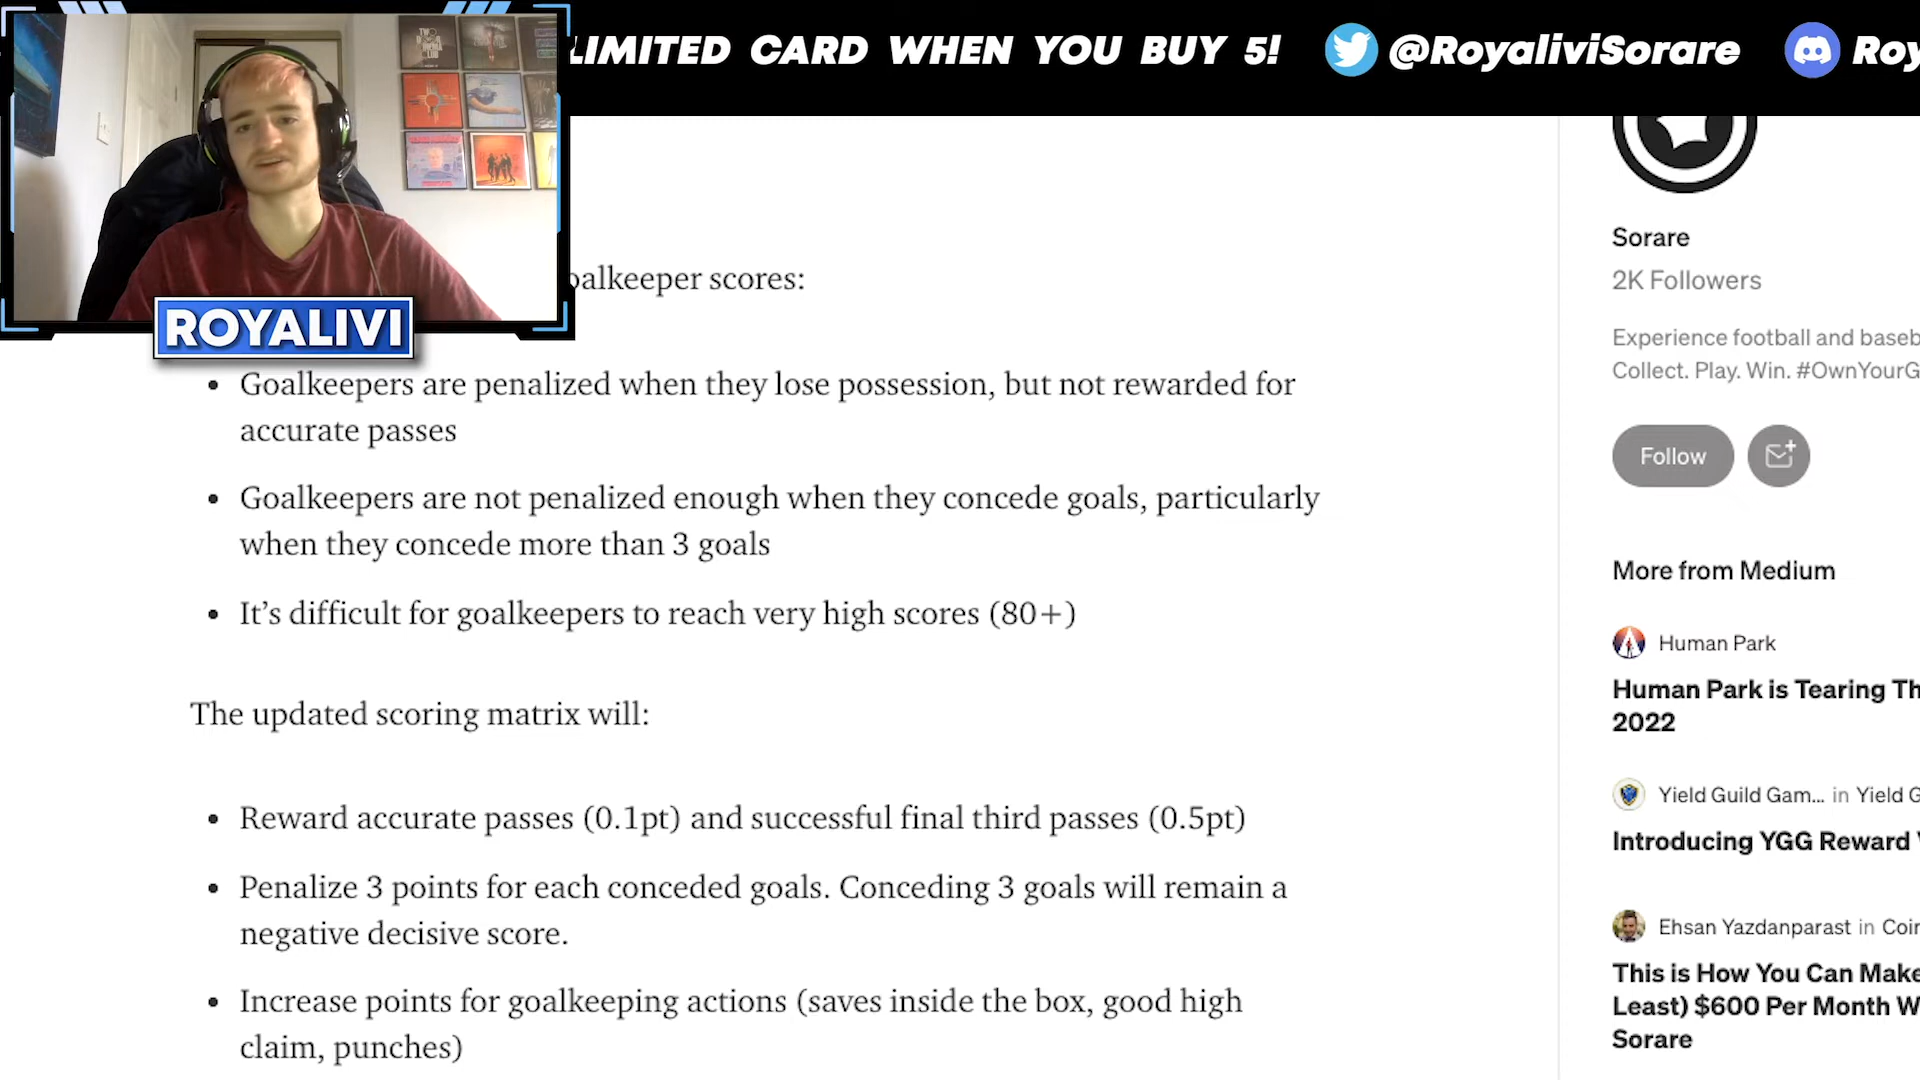 LIMITED CARD WHEN YOU BUY 5!
@RoyaliviSorare
Roy
ROYALIVI
oalkeeper scores:
• Goalkeepers are penalized when they lose possession, but not rewarded for
accurate passes
• Goalkeepers are not penalized enough when they concede goals, particularly
when they concede more than 3 goals
• It’s difficult for goalkeepers to reach very high scores (80+)
The updated scoring matrix will:
• Reward accurate passes (0.1pt) and successful final third passes (0.5pt)
• Penalize 3 points for each conceded goals. Conceding 3 goals will remain a
negative decisive score.
• Increase points for goalkeeping actions (saves inside the box, good high
claim, punches)
Sorare
2K Followers
Experience football and baseb
Collect. Play. Win. #OwnYourG
Follow
More from Medium
Human Park
Human Park is Tearing Th
2022
Yield Guild Gam... in Yield G
Introducing YGG Reward V
Ehsan Yazdanparast in Coin
This is How You Can Make
Least) $600 Per Month W
Sorare